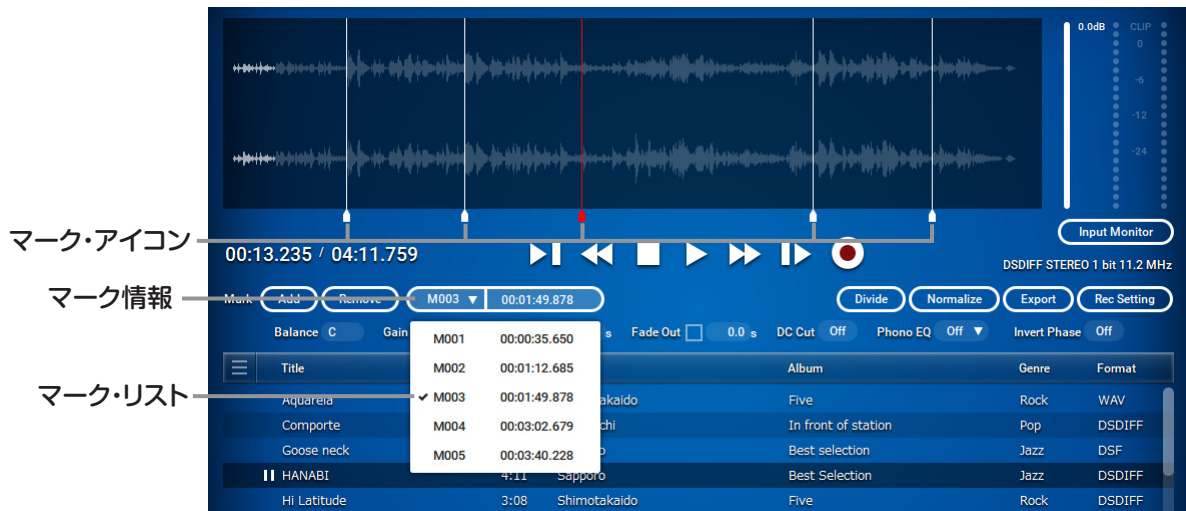 0.0dB CLIP
0
-6
-12
-24
マーク・アイコン
Input Monitor
00:13.235 / 04:11.759
DSDIFF STEREO 1 bit 11.2 MHz
マーク情報
Mark Add Remove M003 ▼ 00:01:49.878 Divide Normalize Export Rec Setting
Balance C Gain s Fade Out 0.0 s DC Cut Off Phono EQ Off ▼ Invert Phase Off
M001 00:00:35.650
Title Album Genre Format
M002 00:01:12.685
マーク・リスト
Aquarela akaido Five Rock WAV
✓ M003 00:01:49.878
Comporte chi In front of station Pop DSDIFF
M004 00:03:02.679
Goose neck o Best selection Jazz DSF
M005 00:03:40.228
HANABI 4:11 Sapporo Best Selection Jazz DSDIFF
Hi Latitude 3:08 Shimotakaido Five Rock DSDIFF